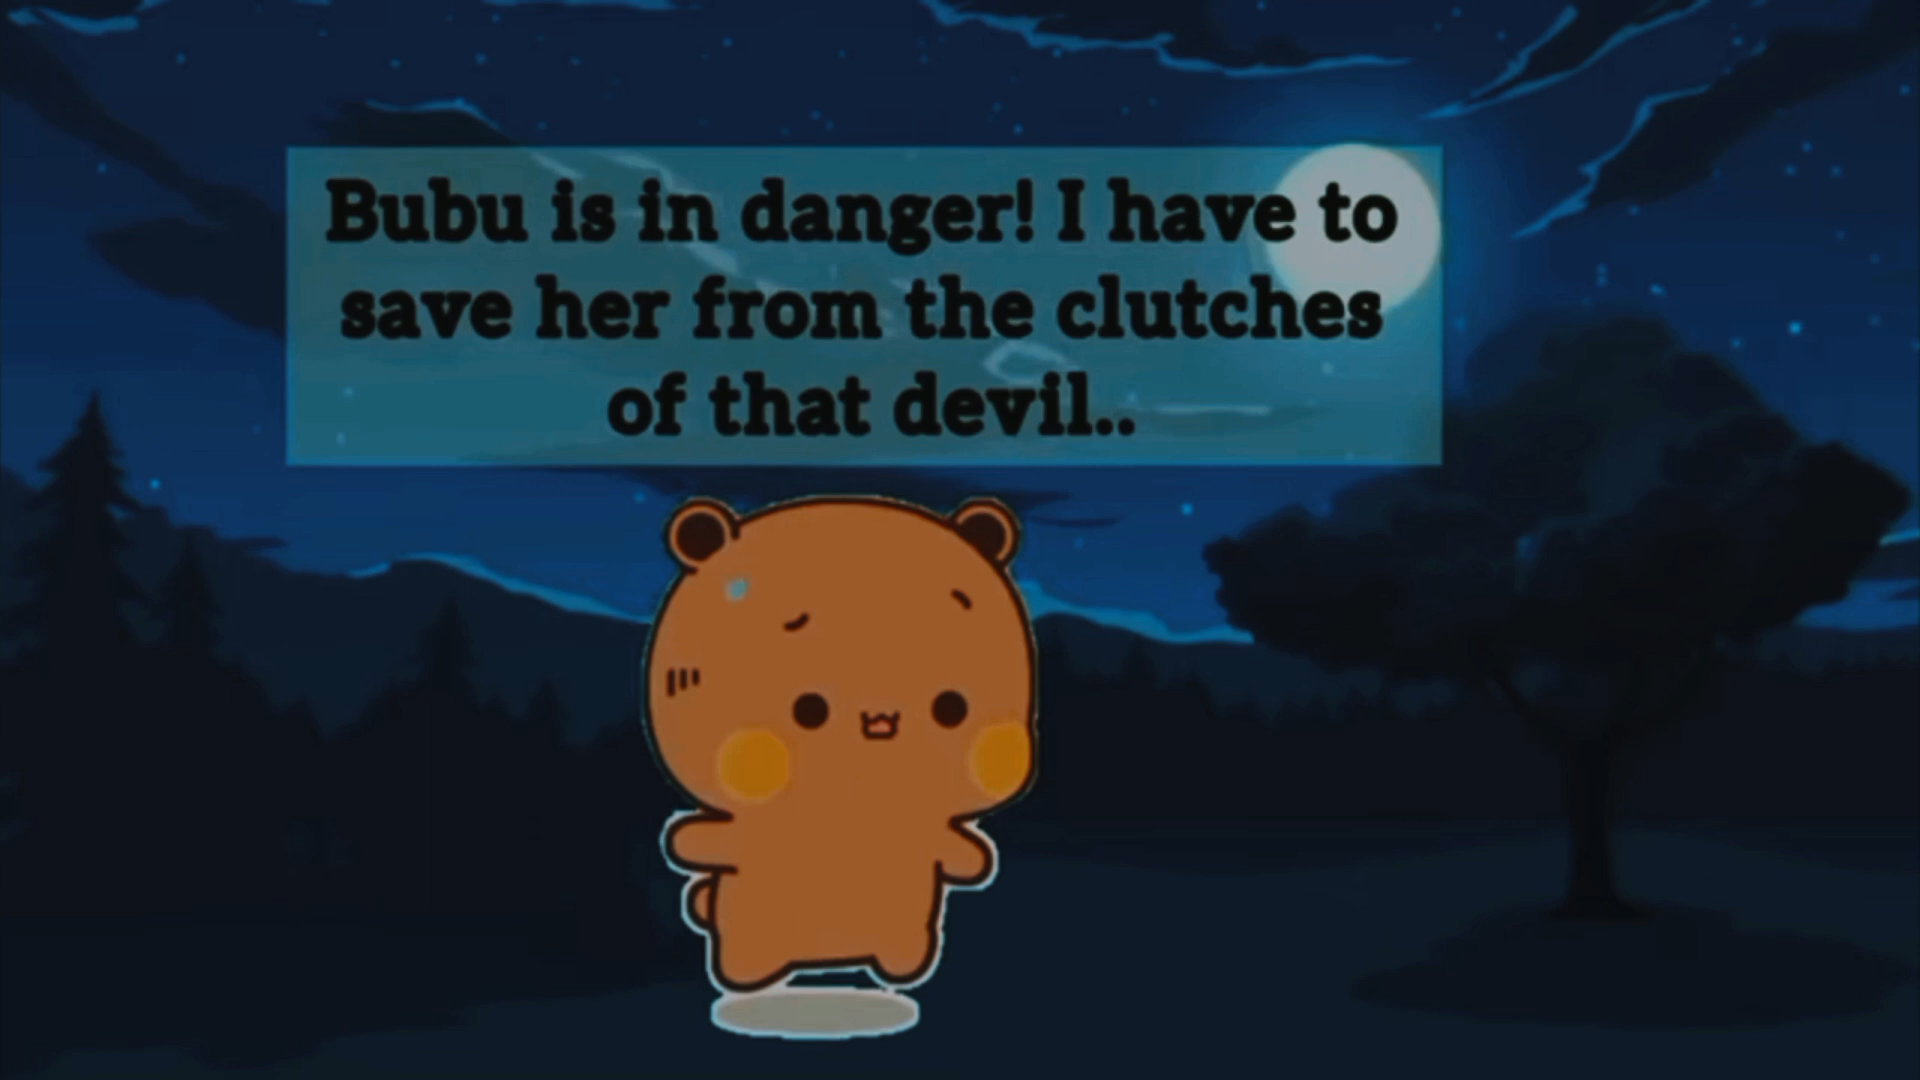 Bubu is in danger! I have to
save her from the clutches
of that devil..